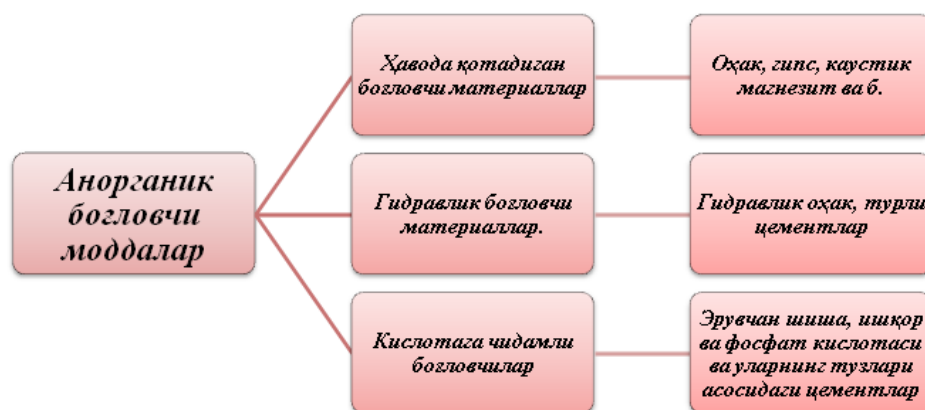 Анорганик
боғловчи
моддалар
Ҳавода қотадиган
боғловчи материаллар
Оҳак, гипс, каустик
магнезит ва б.
Гидравлик боғловчи
материаллар.
Гидравлик оҳак, турли
цементлар
Кислотага чидамли
боғловчилар
Эрувчан шиша, ишқор
ва фосфат кислотаси
ва уларнинг тузлари
асосидаги цементлар